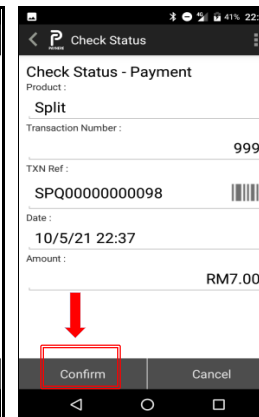 41% 22:
Check Status
Check Status - Payment
Product :
Split
Transaction Number :
999
TXN Ref :
SPQ00000000098
Date :
10/5/21 22:37
Amount :
RM7.00
Confirm Cancel